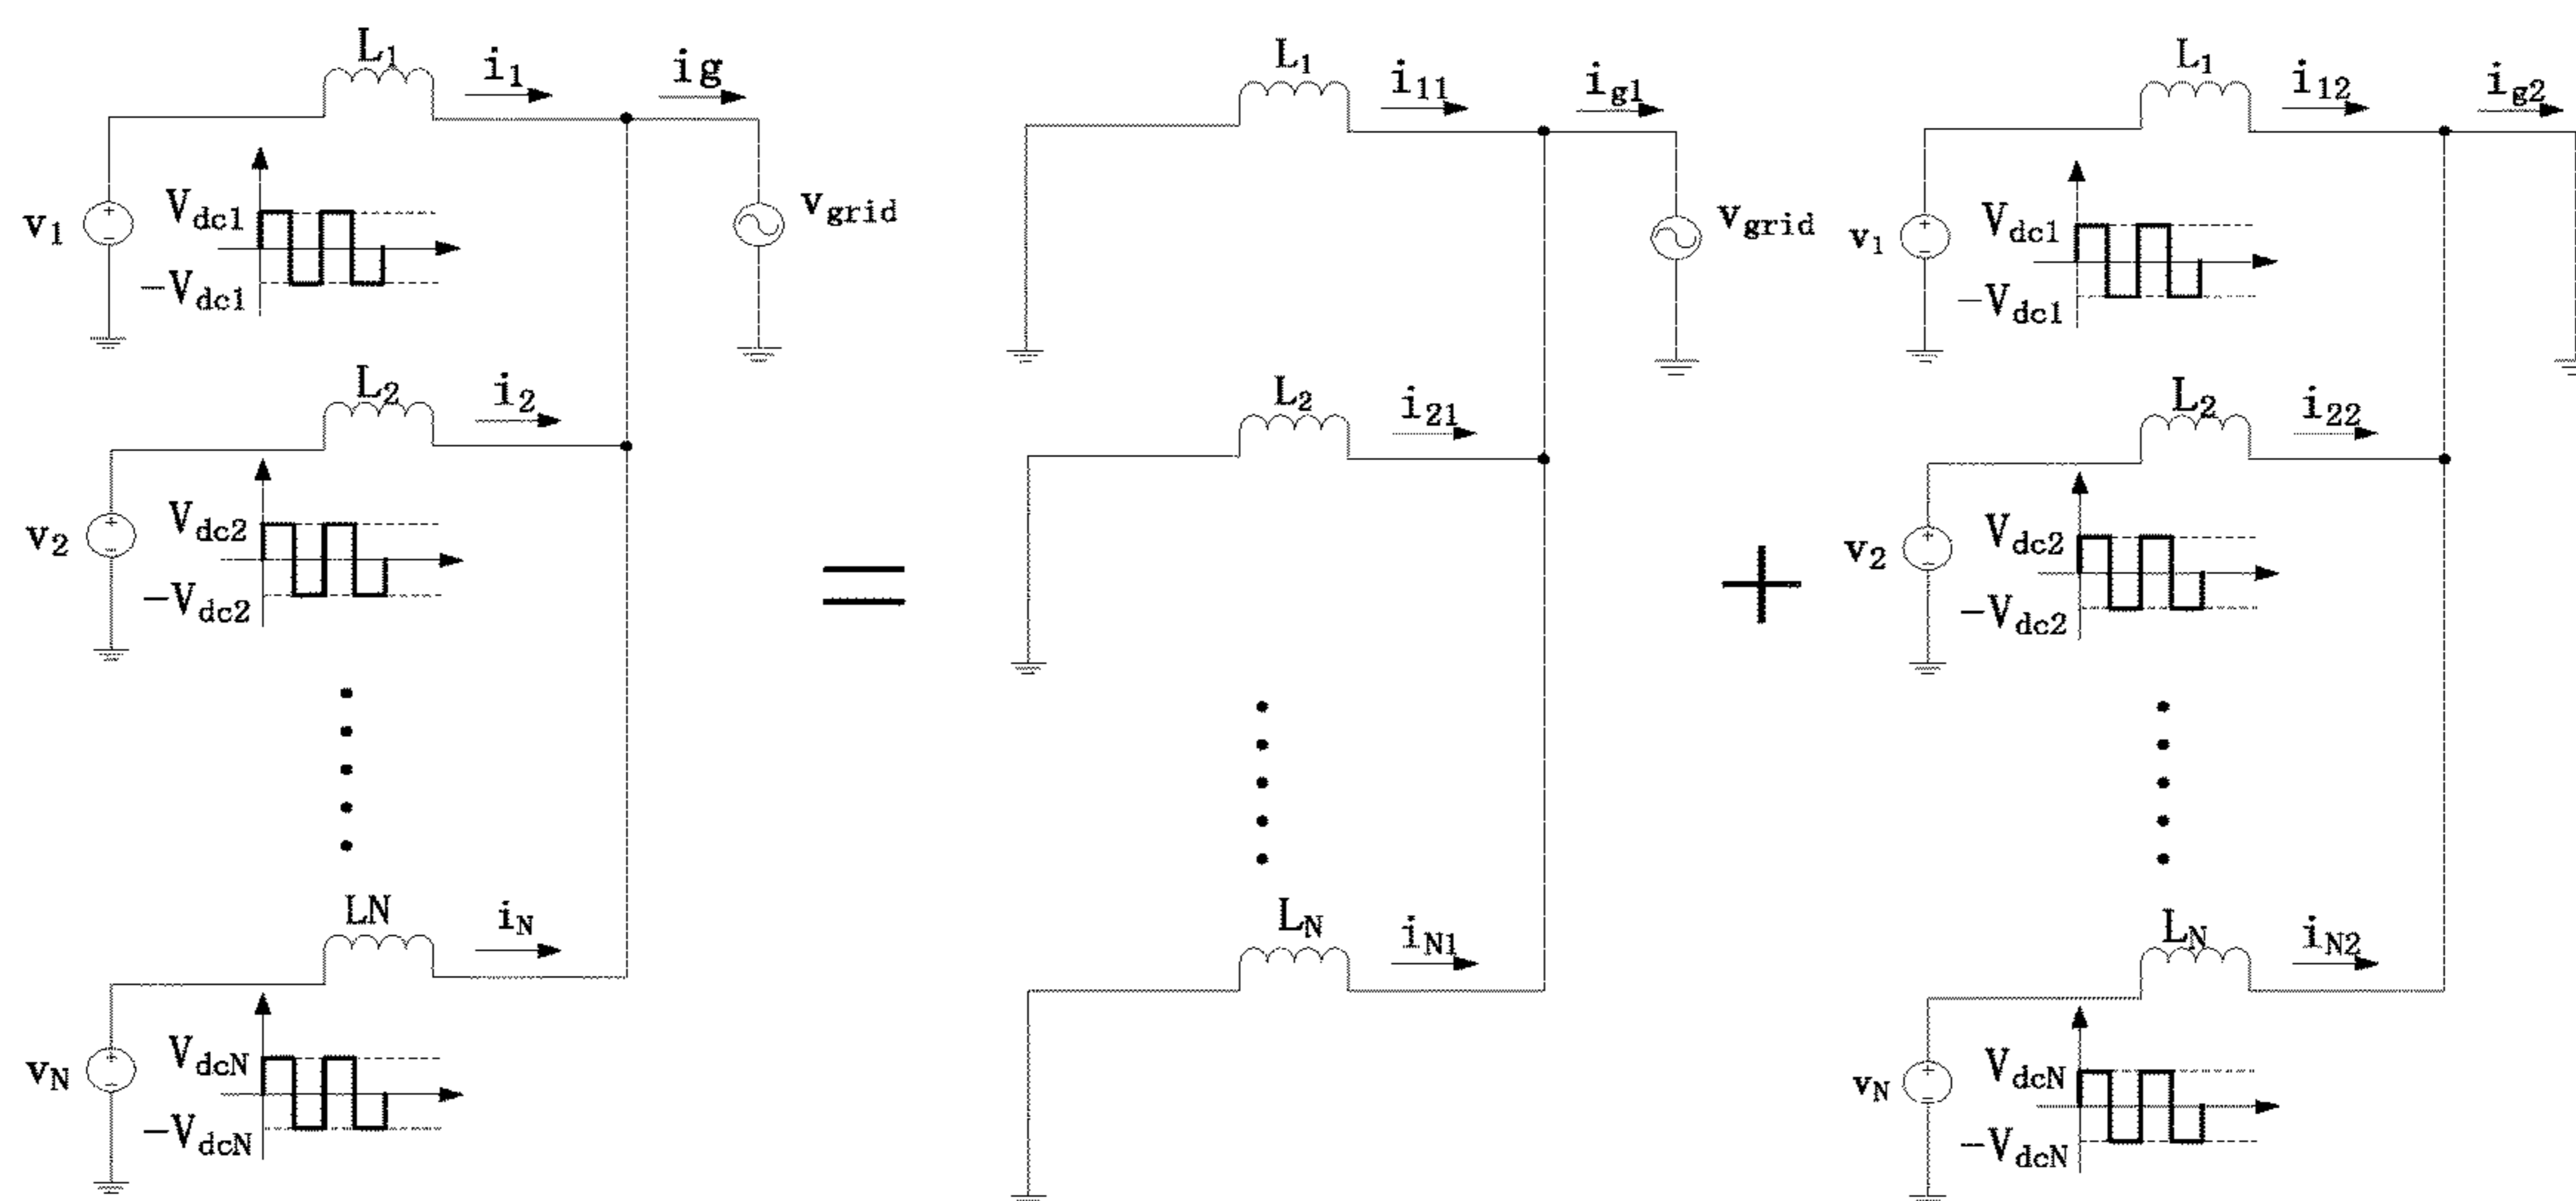 L1
i1
ig
Vdc1
v1
-Vdc1
vgrid
L2
i2
Vdc2
v2
-Vdc2
LN
iN
VdcN
vN
-VdcN
=
L1
i11
ig1
vgrid
L2
i21
LN
iN1
+
L1
i12
ig2
Vdc1
v1
-Vdc1
L2
i22
Vdc2
v2
-Vdc2
LN
iN2
VdcN
vN
-VdcN